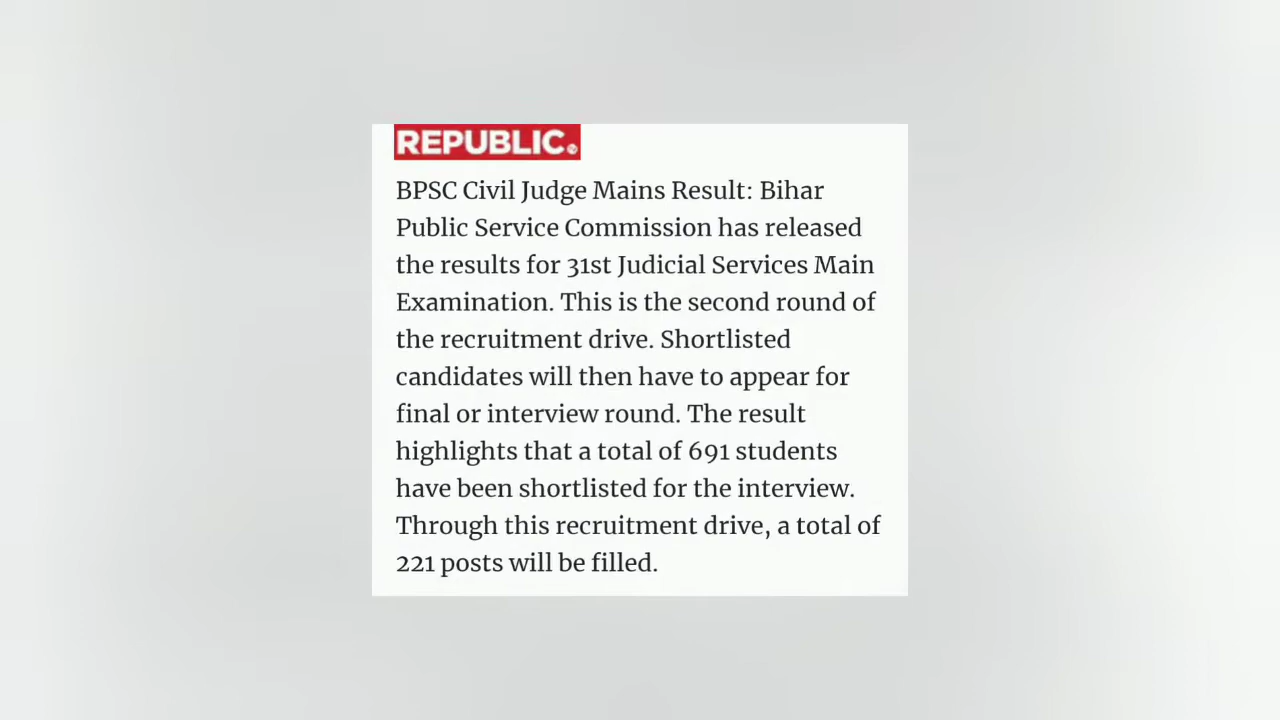 REPUBLIC.
BPSC Civil Judge Mains Result: Bihar
Public Service Commission has released
the results for 31st Judicial Services Main
Examination. This is the second round of
the recruitment drive. Shortlisted
candidates will then have to appear for
final or interview round. The result
highlights that a total of 691 students
have been shortlisted for the interview.
Through this recruitment drive, a total of
221 posts will be filled.